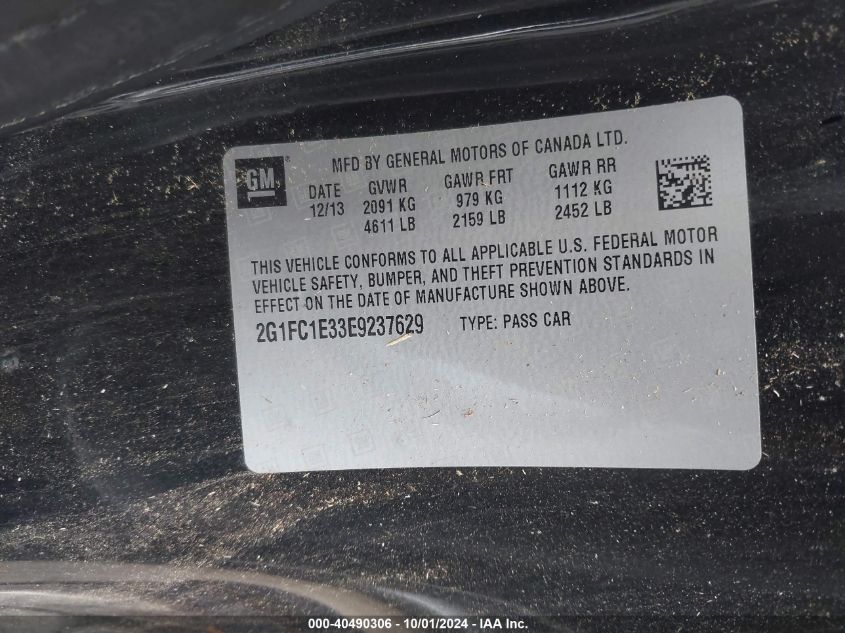 MFD BY GENERAL MOTORS OF CANADA LTD.
GM ®
DATE GVWR GAWR FRT GAWR RR
12/13 2091 KG 979 KG 1112 KG
4611 LB 2159 LB 2452 LB
THIS VEHICLE CONFORMS TO ALL APPLICABLE U.S. FEDERAL MOTOR
VEHICLE SAFETY, BUMPER, AND THEFT PREVENTION STANDARDS IN
EFFECT ON THE DATE OF MANUFACTURE SHOWN ABOVE.
2G1FC1E33E9237629 TYPE: PASS CAR
000-40490306 - 10/01/2024 - IAA Inc.